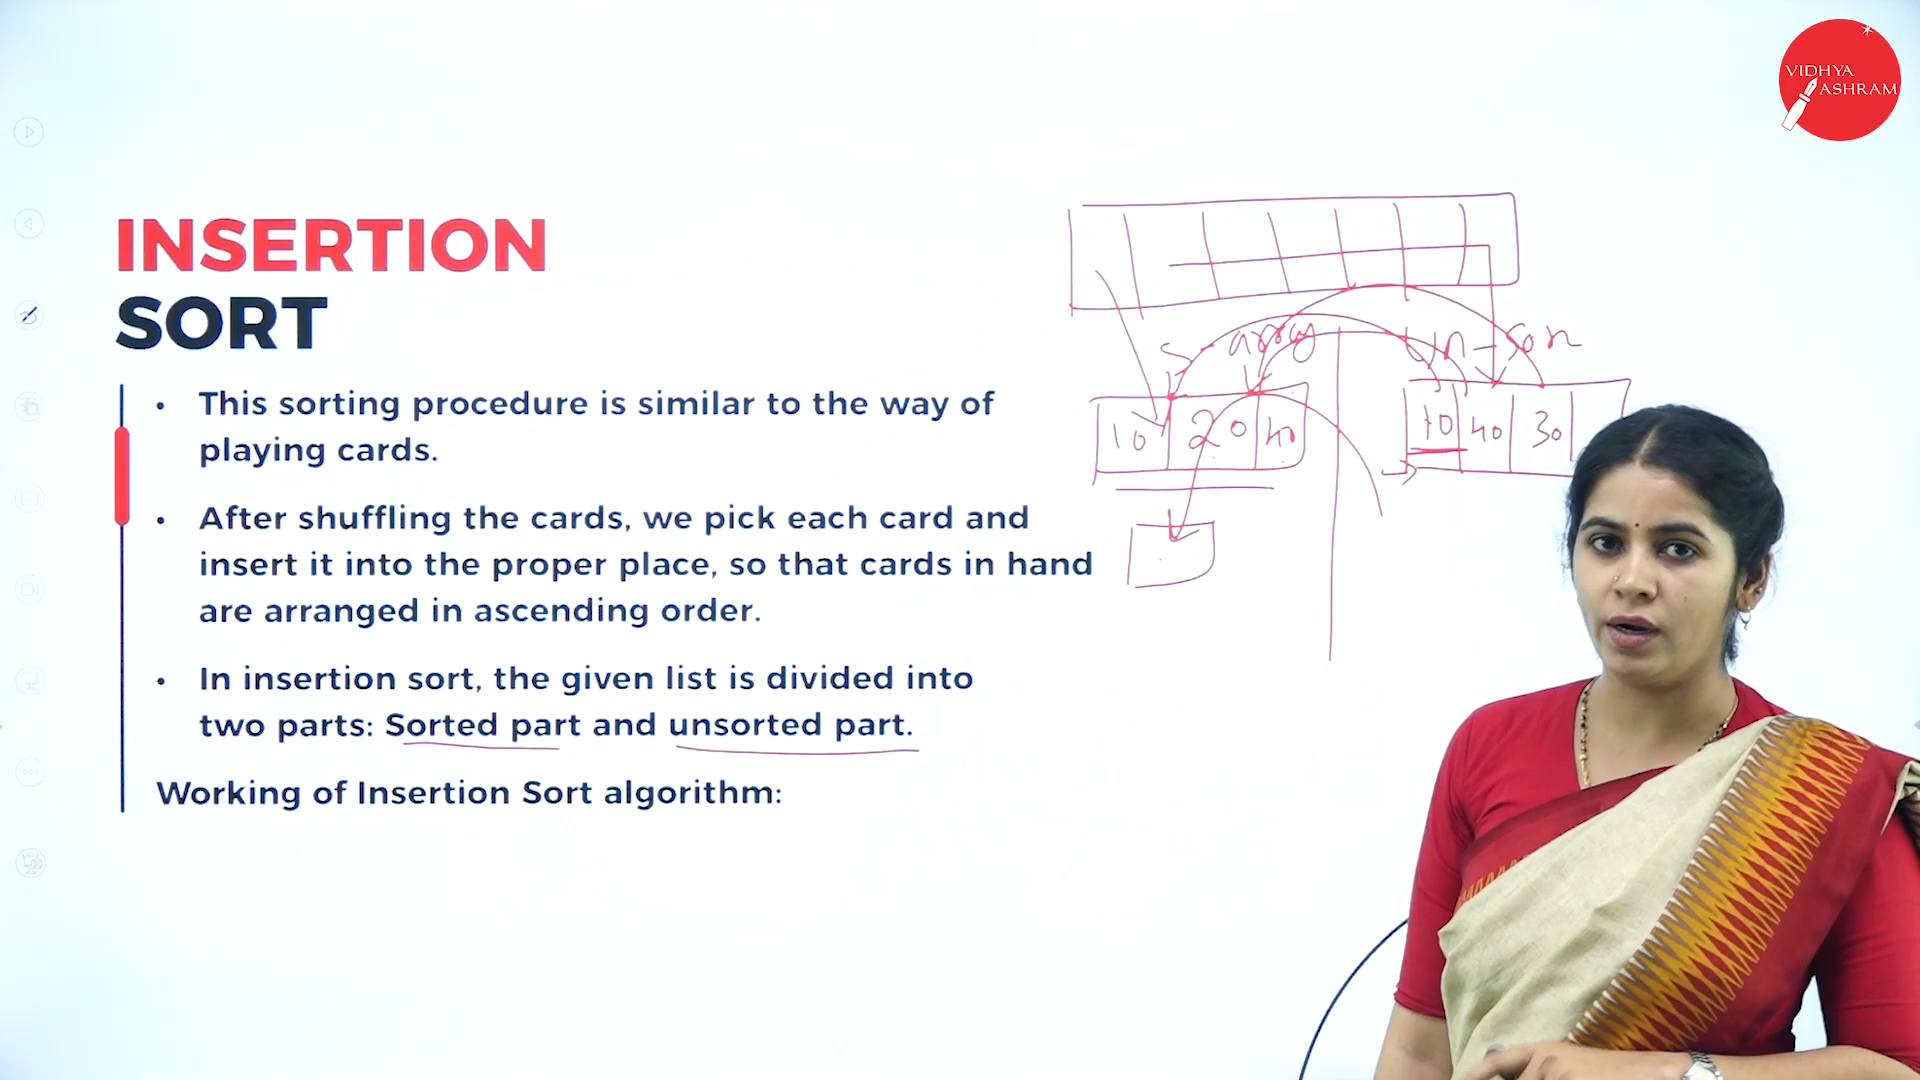 VIDHYA
ASHRAM
INSERTION
SORT
• This sorting procedure is similar to the way of
playing cards.
• After shuffling the cards, we pick each card and
insert it into the proper place, so that cards in hand
are arranged in ascending order.
• In insertion sort, the given list is divided into
two parts: Sorted part and unsorted part.
Working of Insertion Sort algorithm:
S array
un-sor
10 20 40
10 40 30